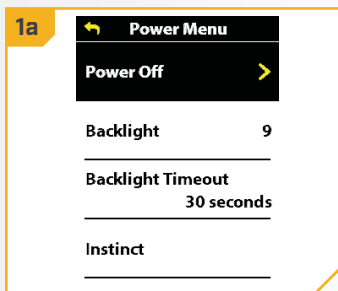 1a
Power Menu
Power Off
Backlight 9
Backlight Timeout
30 seconds
Instinct